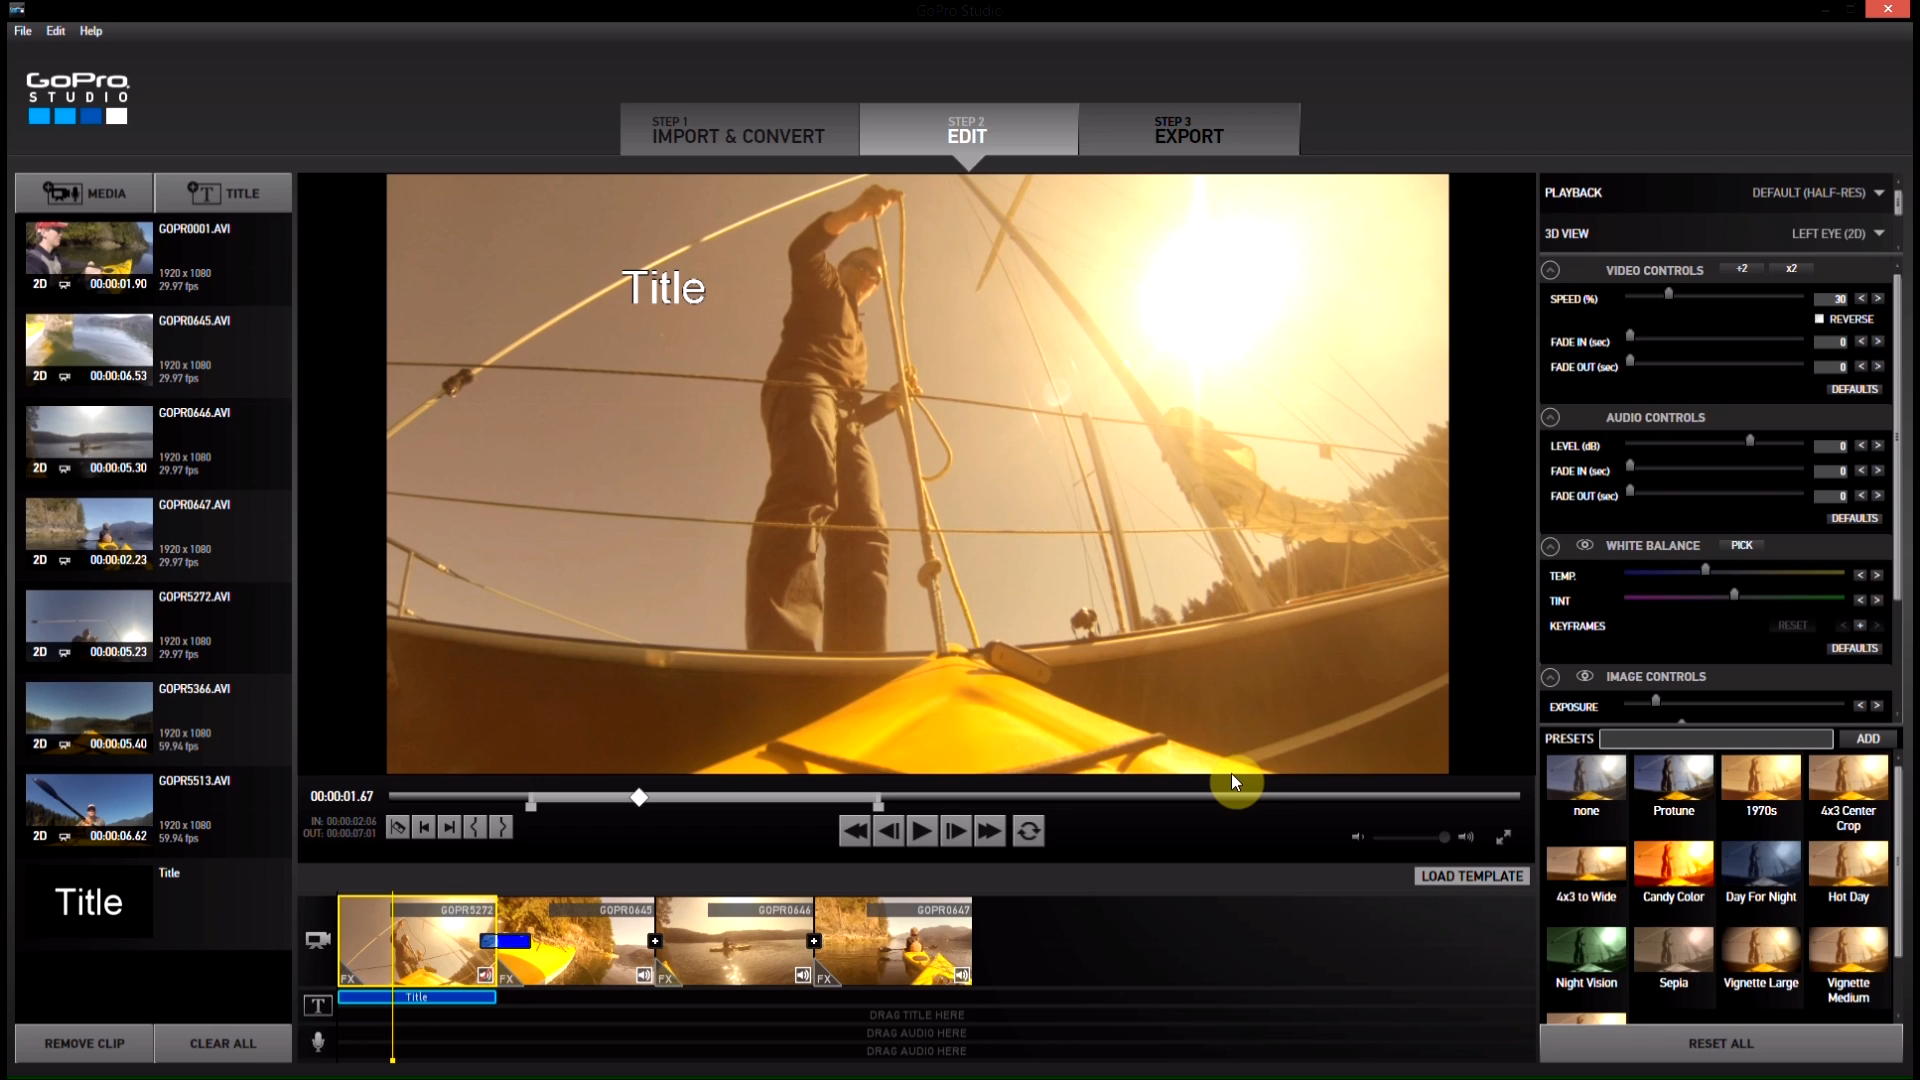 GoPro Studio
File Edit Help
GoPro
STUDIO
STEP 1
IMPORT & CONVERT
STEP 2
EDIT
STEP 3
EXPORT
MEDIA
TITLE
GOPR0001.AVI
1920 x 1080
2D 00:00:01.90 29.97 fps
GOPR0645.AVI
1920 x 1080
2D 00:00:06.53 29.97 fps
GOPR0646.AVI
1920 x 1080
2D 00:00:05.30 29.97 fps
GOPR0647.AVI
1920 x 1080
2D 00:00:02.23 29.97 fps
GOPR5272.AVI
1920 x 1080
2D 00:00:05.23 29.97 fps
GOPR5366.AVI
1920 x 1080
2D 00:00:05.40 59.94 fps
GOPR5513.AVI
1920 x 1080
2D 00:00:06.62 59.94 fps
Title
Title
REMOVE CLIP
CLEAR ALL
Title
00:00:01.67
IN: 00:00:02:06
OUT: 00:00:07:01
LOAD TEMPLATE
GOPR5272 GOPR0645 GOPR0646 GOPR0647
FX FX FX FX
T Title
DRAG TITLE HERE
DRAG AUDIO HERE
DRAG AUDIO HERE
PLAYBACK DEFAULT (HALF-RES)
3D VIEW LEFT EYE (2D)
VIDEO CONTROLS ÷2 x2
SPEED (%) 30 < >
REVERSE
FADE IN (sec) 0 < >
FADE OUT (sec) 0 < >
DEFAULTS
AUDIO CONTROLS
LEVEL (dB) 0 < >
FADE IN (sec) 0 < >
FADE OUT (sec) 0 < >
DEFAULTS
WHITE BALANCE PICK
TEMP. < >
TINT < >
KEYFRAMES RESET < + >
DEFAULTS
IMAGE CONTROLS
EXPOSURE < >
PRESETS ADD
none Protune 1970s 4x3 Center
Crop
4x3 to Wide Candy Color Day For Night Hot Day
Night Vision Sepia Vignette Large Vignette
Medium
RESET ALL